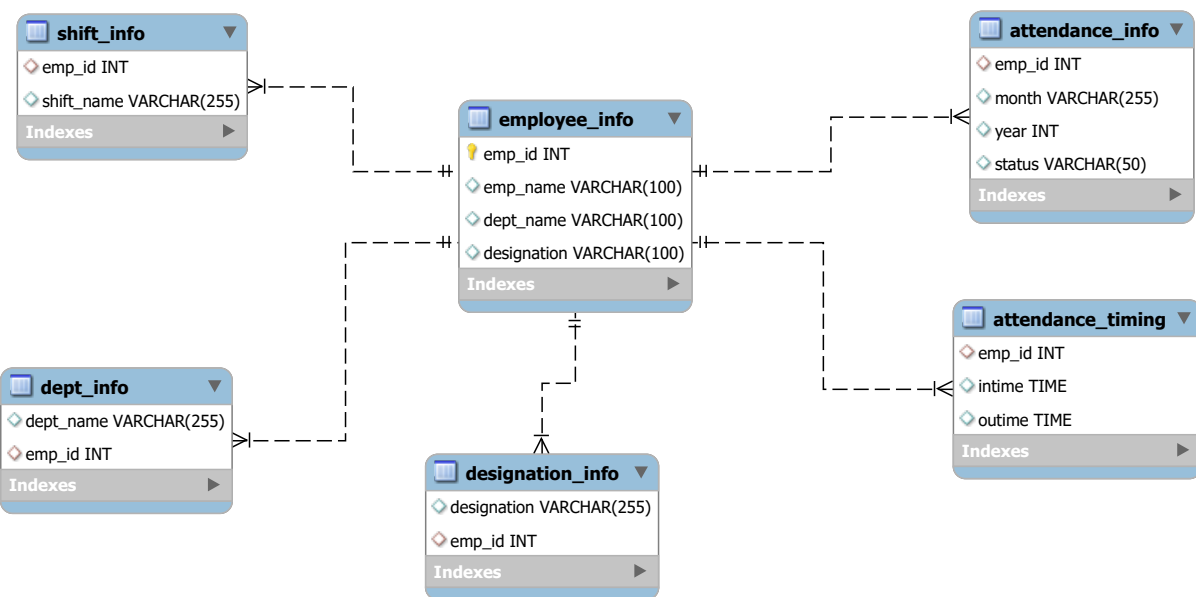 shift_info
emp_id INT
shift_name VARCHAR(255)
Indexes
employee_info
emp_id INT
emp_name VARCHAR(100)
dept_name VARCHAR(100)
designation VARCHAR(100)
Indexes
attendance_info
emp_id INT
month VARCHAR(255)
year INT
status VARCHAR(50)
Indexes
attendance_timing
emp_id INT
intime TIME
outime TIME
Indexes
dept_info
dept_name VARCHAR(255)
emp_id INT
Indexes
designation_info
designation VARCHAR(255)
emp_id INT
Indexes